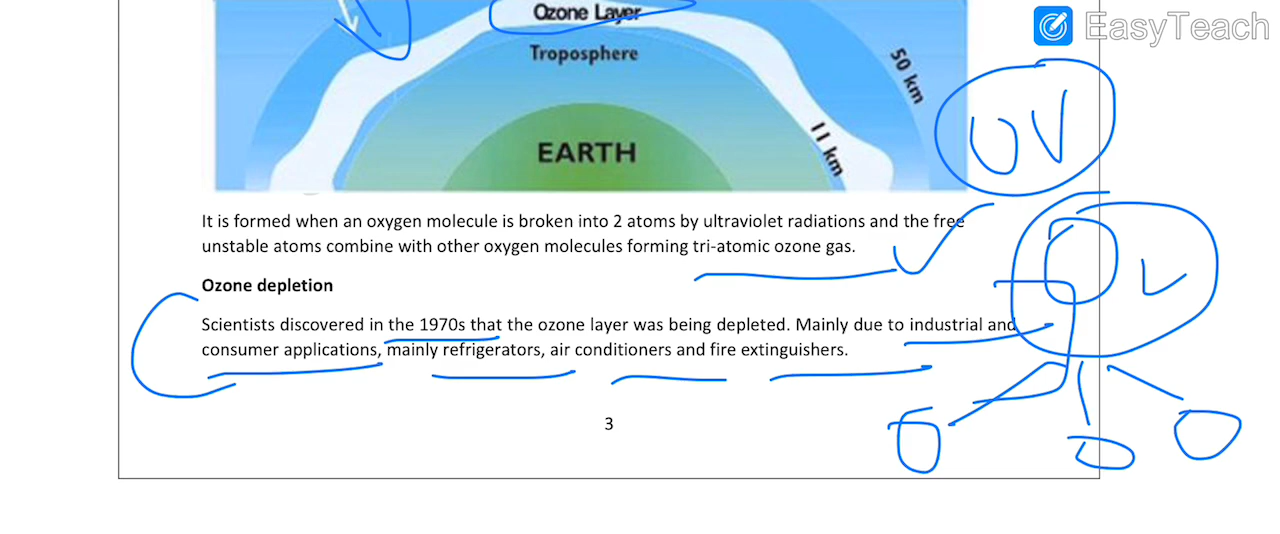 Ozone Layer
EasyTeach
Troposphere
50 km
UV
11 km
EARTH
It is formed when an oxygen molecule is broken into 2 atoms by ultraviolet radiations and the free
unstable atoms combine with other oxygen molecules forming tri-atomic ozone gas.
Ozone depletion
Scientists discovered in the 1970s that the ozone layer was being depleted. Mainly due to industrial and
consumer applications, mainly refrigerators, air conditioners and fire extinguishers.
3